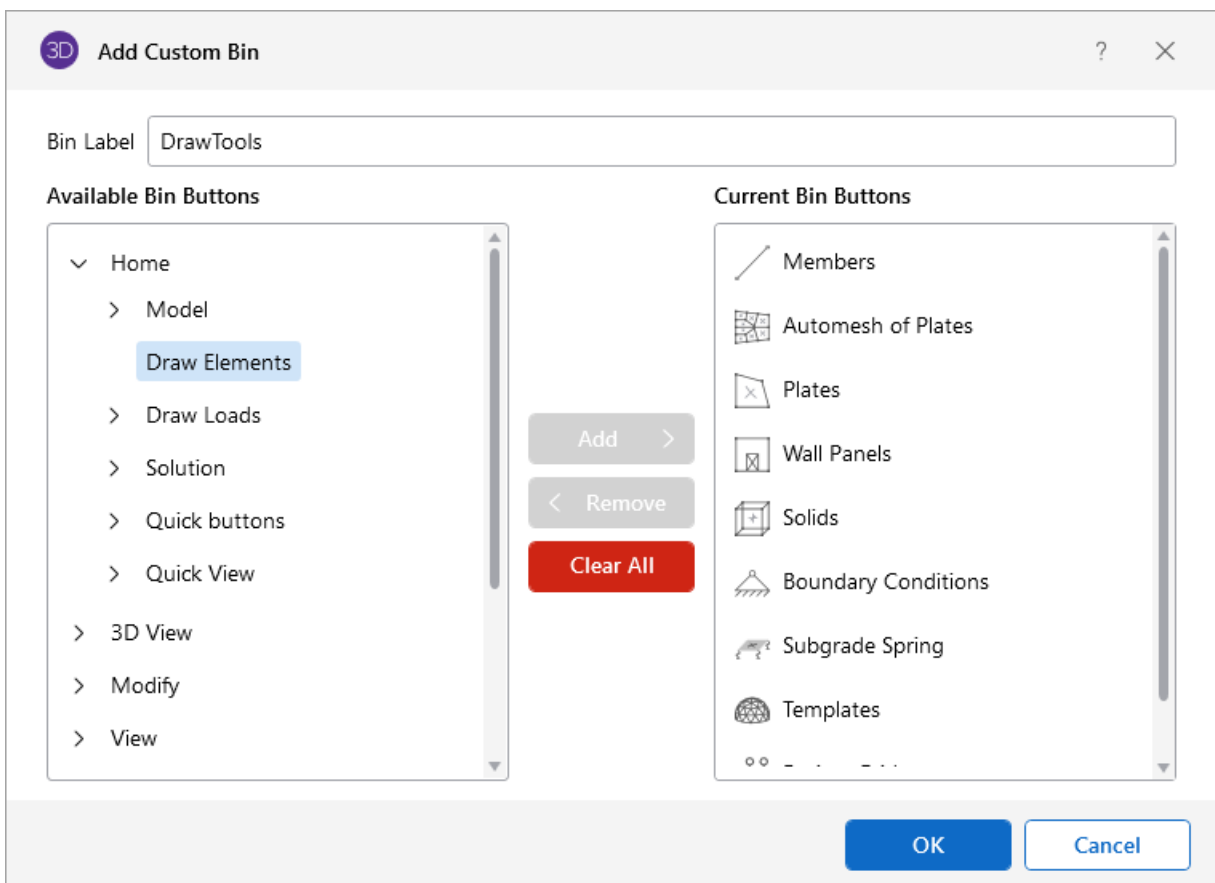 3D Add Custom Bin ?
Bin Label DrawTools
Available Bin Buttons
Home
Model
Draw Elements
Draw Loads
Solution
Quick buttons
Quick View
3D View
Modify
View
Add
Remove
Clear All
Current Bin Buttons
Members
Automesh of Plates
Plates
Wall Panels
Solids
Boundary Conditions
Subgrade Spring
Templates
OK
Cancel